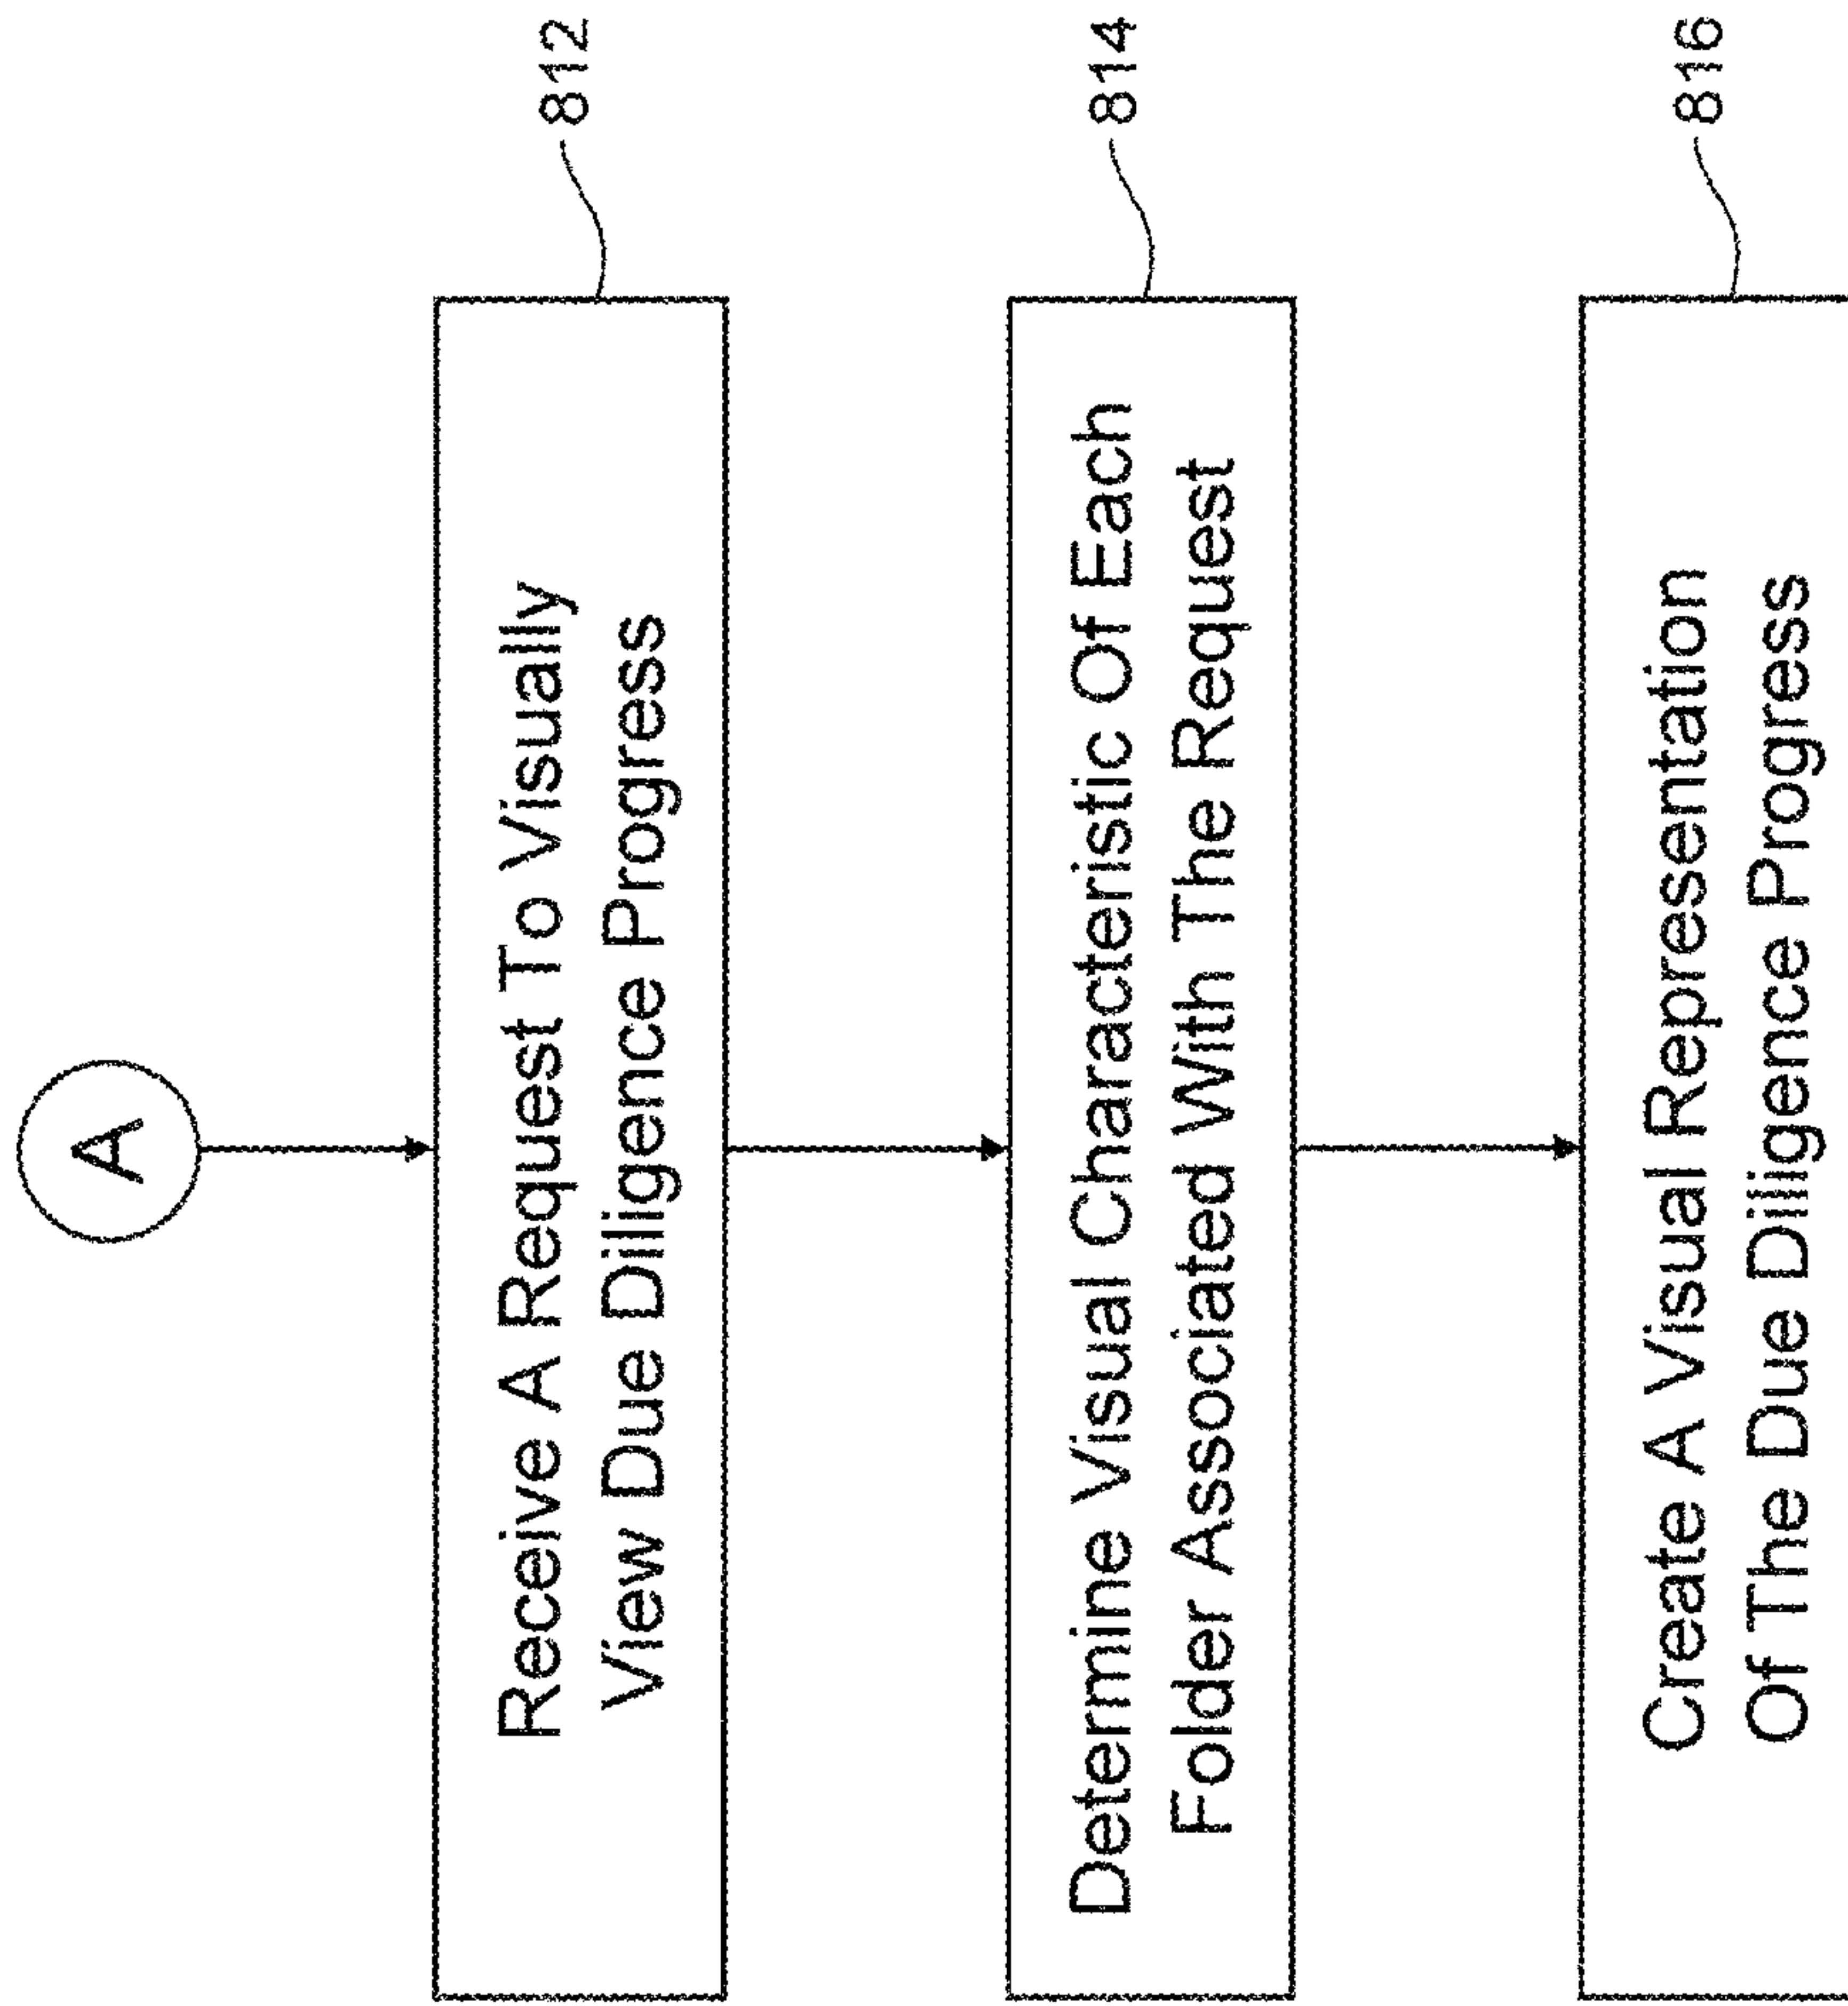 A
Receive A Request To Visually
View Due Diligence Progress
812
Determine Visual Characteristic Of Each
Folder Associated With The Request
814
Create A Visual Representation
Of The Due Diligence Progress
816